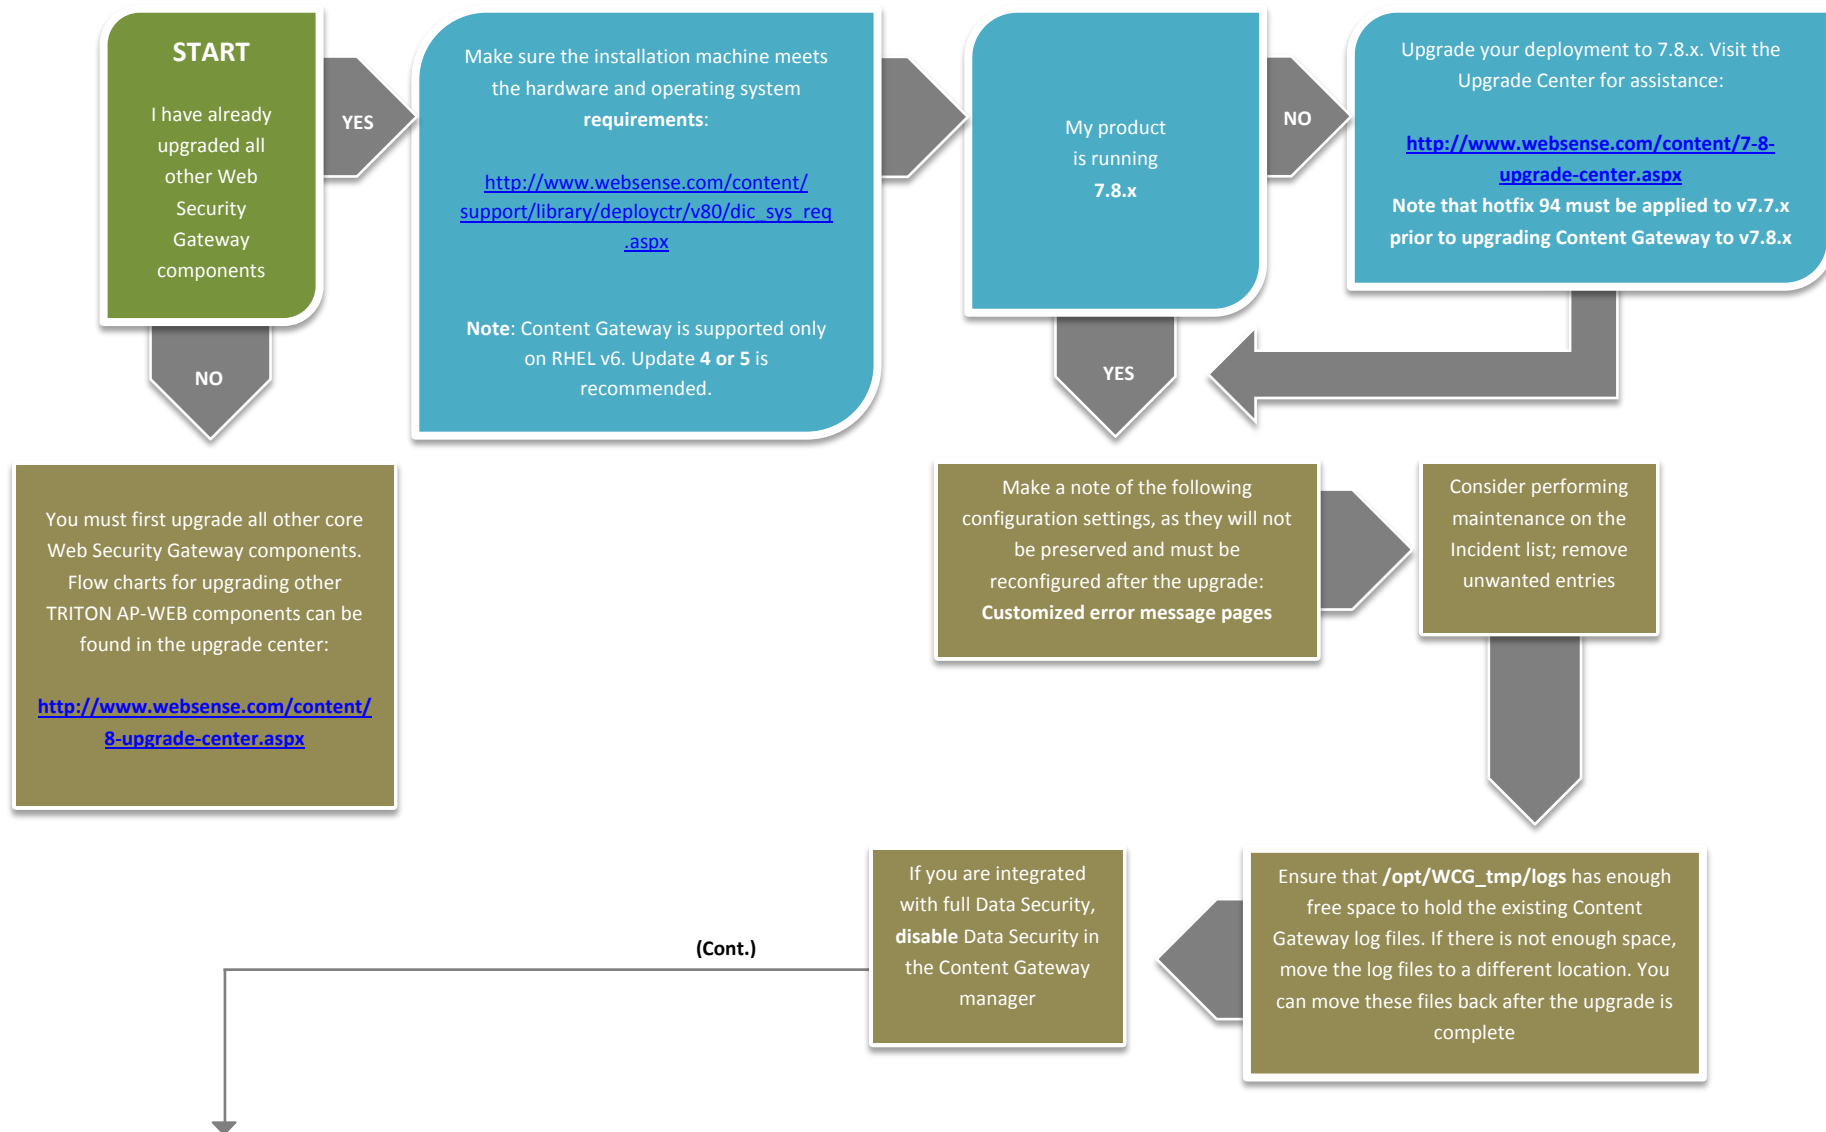 START
I have already
upgraded all
other Web
Security
Gateway
components
YES
NO
Make sure the installation machine meets
the hardware and operating system
requirements:
http://www.websense.com/content/
support/library/deployctr/v80/dic_sys_req
.aspx
Note: Content Gateway is supported only
on RHEL v6. Update 4 or 5 is
recommended.
My product
is running
7.8.x
NO
YES
Upgrade your deployment to 7.8.x. Visit the
Upgrade Center for assistance:
http://www.websense.com/content/7-8-
upgrade-center.aspx
Note that hotfix 94 must be applied to v7.7.x
prior to upgrading Content Gateway to v7.8.x
You must first upgrade all other core
Web Security Gateway components.
Flow charts for upgrading other
TRITON AP-WEB components can be
found in the upgrade center:
http://www.websense.com/content/
8-upgrade-center.aspx
Make a note of the following
configuration settings, as they will not
be preserved and must be
reconfigured after the upgrade:
Customized error message pages
Consider performing
maintenance on the
Incident list; remove
unwanted entries
Ensure that /opt/WCG_tmp/logs has enough
free space to hold the existing Content
Gateway log files. If there is not enough space,
move the log files to a different location. You
can move these files back after the upgrade is
complete
If you are integrated
with full Data Security,
disable Data Security in
the Content Gateway
manager
(Cont.)